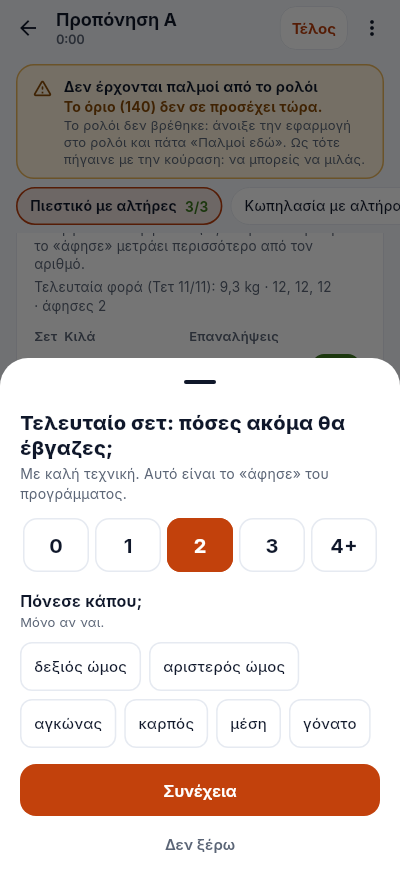 Προπόνηση Α
0:00
Τέλος
Δεν έρχονται παλμοί από το ρολόι
Το όριο (140) δεν σε προσέχει τώρα.
Το ρολόι δεν βρέθηκε: άνοιξε την εφαρμογή
στο ρολόι και πάτα «Παλμοί εδώ». Ως τότε
πήγαινε με την κούραση: να μπορείς να μιλάς.
Πιεστικό με αλτήρες 3/3
Κωπηλασία με αλτήρα
το «άφησε» μετράει περισσότερο από τον
αριθμό.
Τελευταία φορά (Τετ 11/11): 9,3 kg · 12, 12, 12
· άφησες 2
Σετ Κιλά Επαναλήψεις
Τελευταίο σετ: πόσες ακόμα θα
έβγαζες;
Με καλή τεχνική. Αυτό είναι το «άφησε» του
προγράμματος.
0 1 2 3 4+
Πόνεσε κάπου;
Μόνο αν ναι.
δεξιός ώμος αριστερός ώμος
αγκώνας καρπός μέση γόνατο
Συνέχεια
Δεν ξέρω